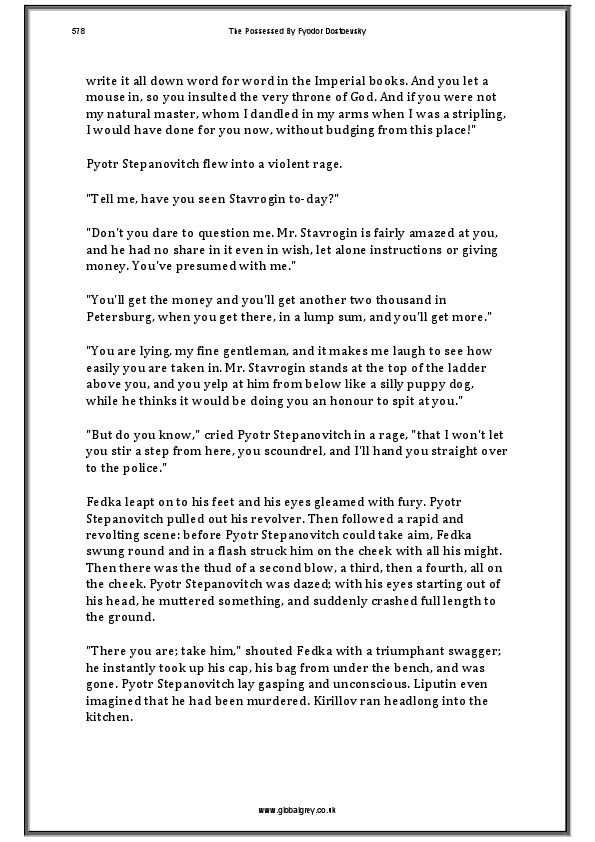 578
The Possessed By Fyodor Dostoevsky
write it all down word for word in the Imperial books. And you let a
mouse in, so you insulted the very throne of God. And if you were not
my natural master, whom I dandled in my arms when I was a stripling,
I would have done for you now, without budging from this place!"
Pyotr Stepanovitch flew into a violent rage.
"Tell me, have you seen Stavrogin to-day?"
"Don't you dare to question me. Mr. Stavrogin is fairly amazed at you,
and he had no share in it even in wish, let alone instructions or giving
money. You've presumed with me."
"You'll get the money and you'll get another two thousand in
Petersburg, when you get there, in a lump sum, and you'll get more."
"You are lying, my fine gentleman, and it makes me laugh to see how
easily you are taken in. Mr. Stavrogin stands at the top of the ladder
above you, and you yelp at him from below like a silly puppy dog,
while he thinks it would be doing you an honour to spit at you."
"But do you know," cried Pyotr Stepanovitch in a rage, "that I won't let
you stir a step from here, you scoundrel, and I'll hand you straight over
to the police."
Fedka leapt on to his feet and his eyes gleamed with fury. Pyotr
Stepanovitch pulled out his revolver. Then followed a rapid and
revolting scene: before Pyotr Stepanovitch could take aim, Fedka
swung round and in a flash struck him on the cheek with all his might.
Then there was the thud of a second blow, a third, then a fourth, all on
the cheek. Pyotr Stepanovitch was dazed; with his eyes starting out of
his head, he muttered something, and suddenly crashed full length to
the ground.
"There you are; take him," shouted Fedka with a triumphant swagger;
he instantly took up his cap, his bag from under the bench, and was
gone. Pyotr Stepanovitch lay gasping and unconscious. Liputin even
imagined that he had been murdered. Kirillov ran headlong into the
kitchen.
www.globalgrey.co.uk